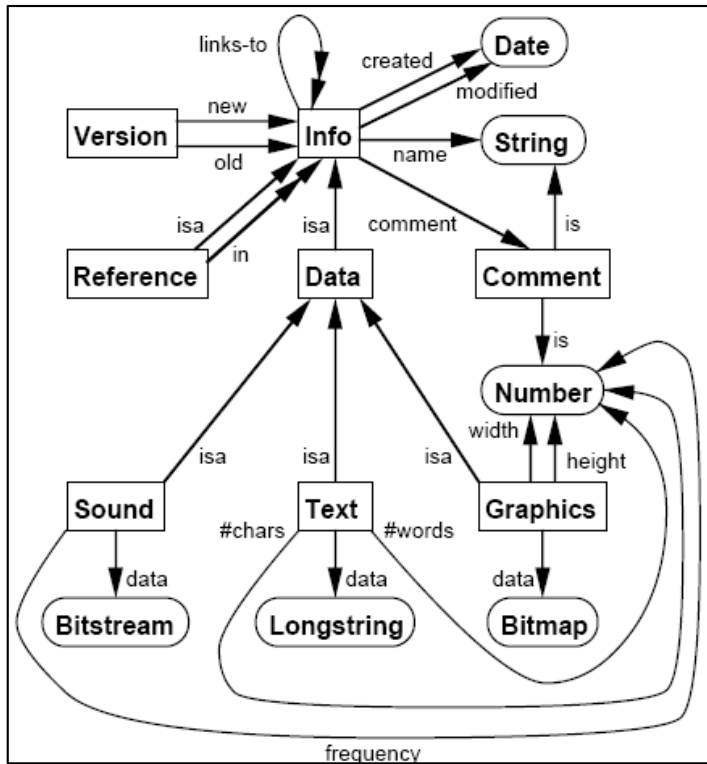 links-to
created
Date
modified
new
Version
Info
String
old
name
isa
in
isa
comment
is
Reference
Data
Comment
is
Number
width
isa
isa
isa
height
Sound
Text
Graphics
#chars
#words
data
data
data
Bitstream
Longstring
Bitmap
frequency